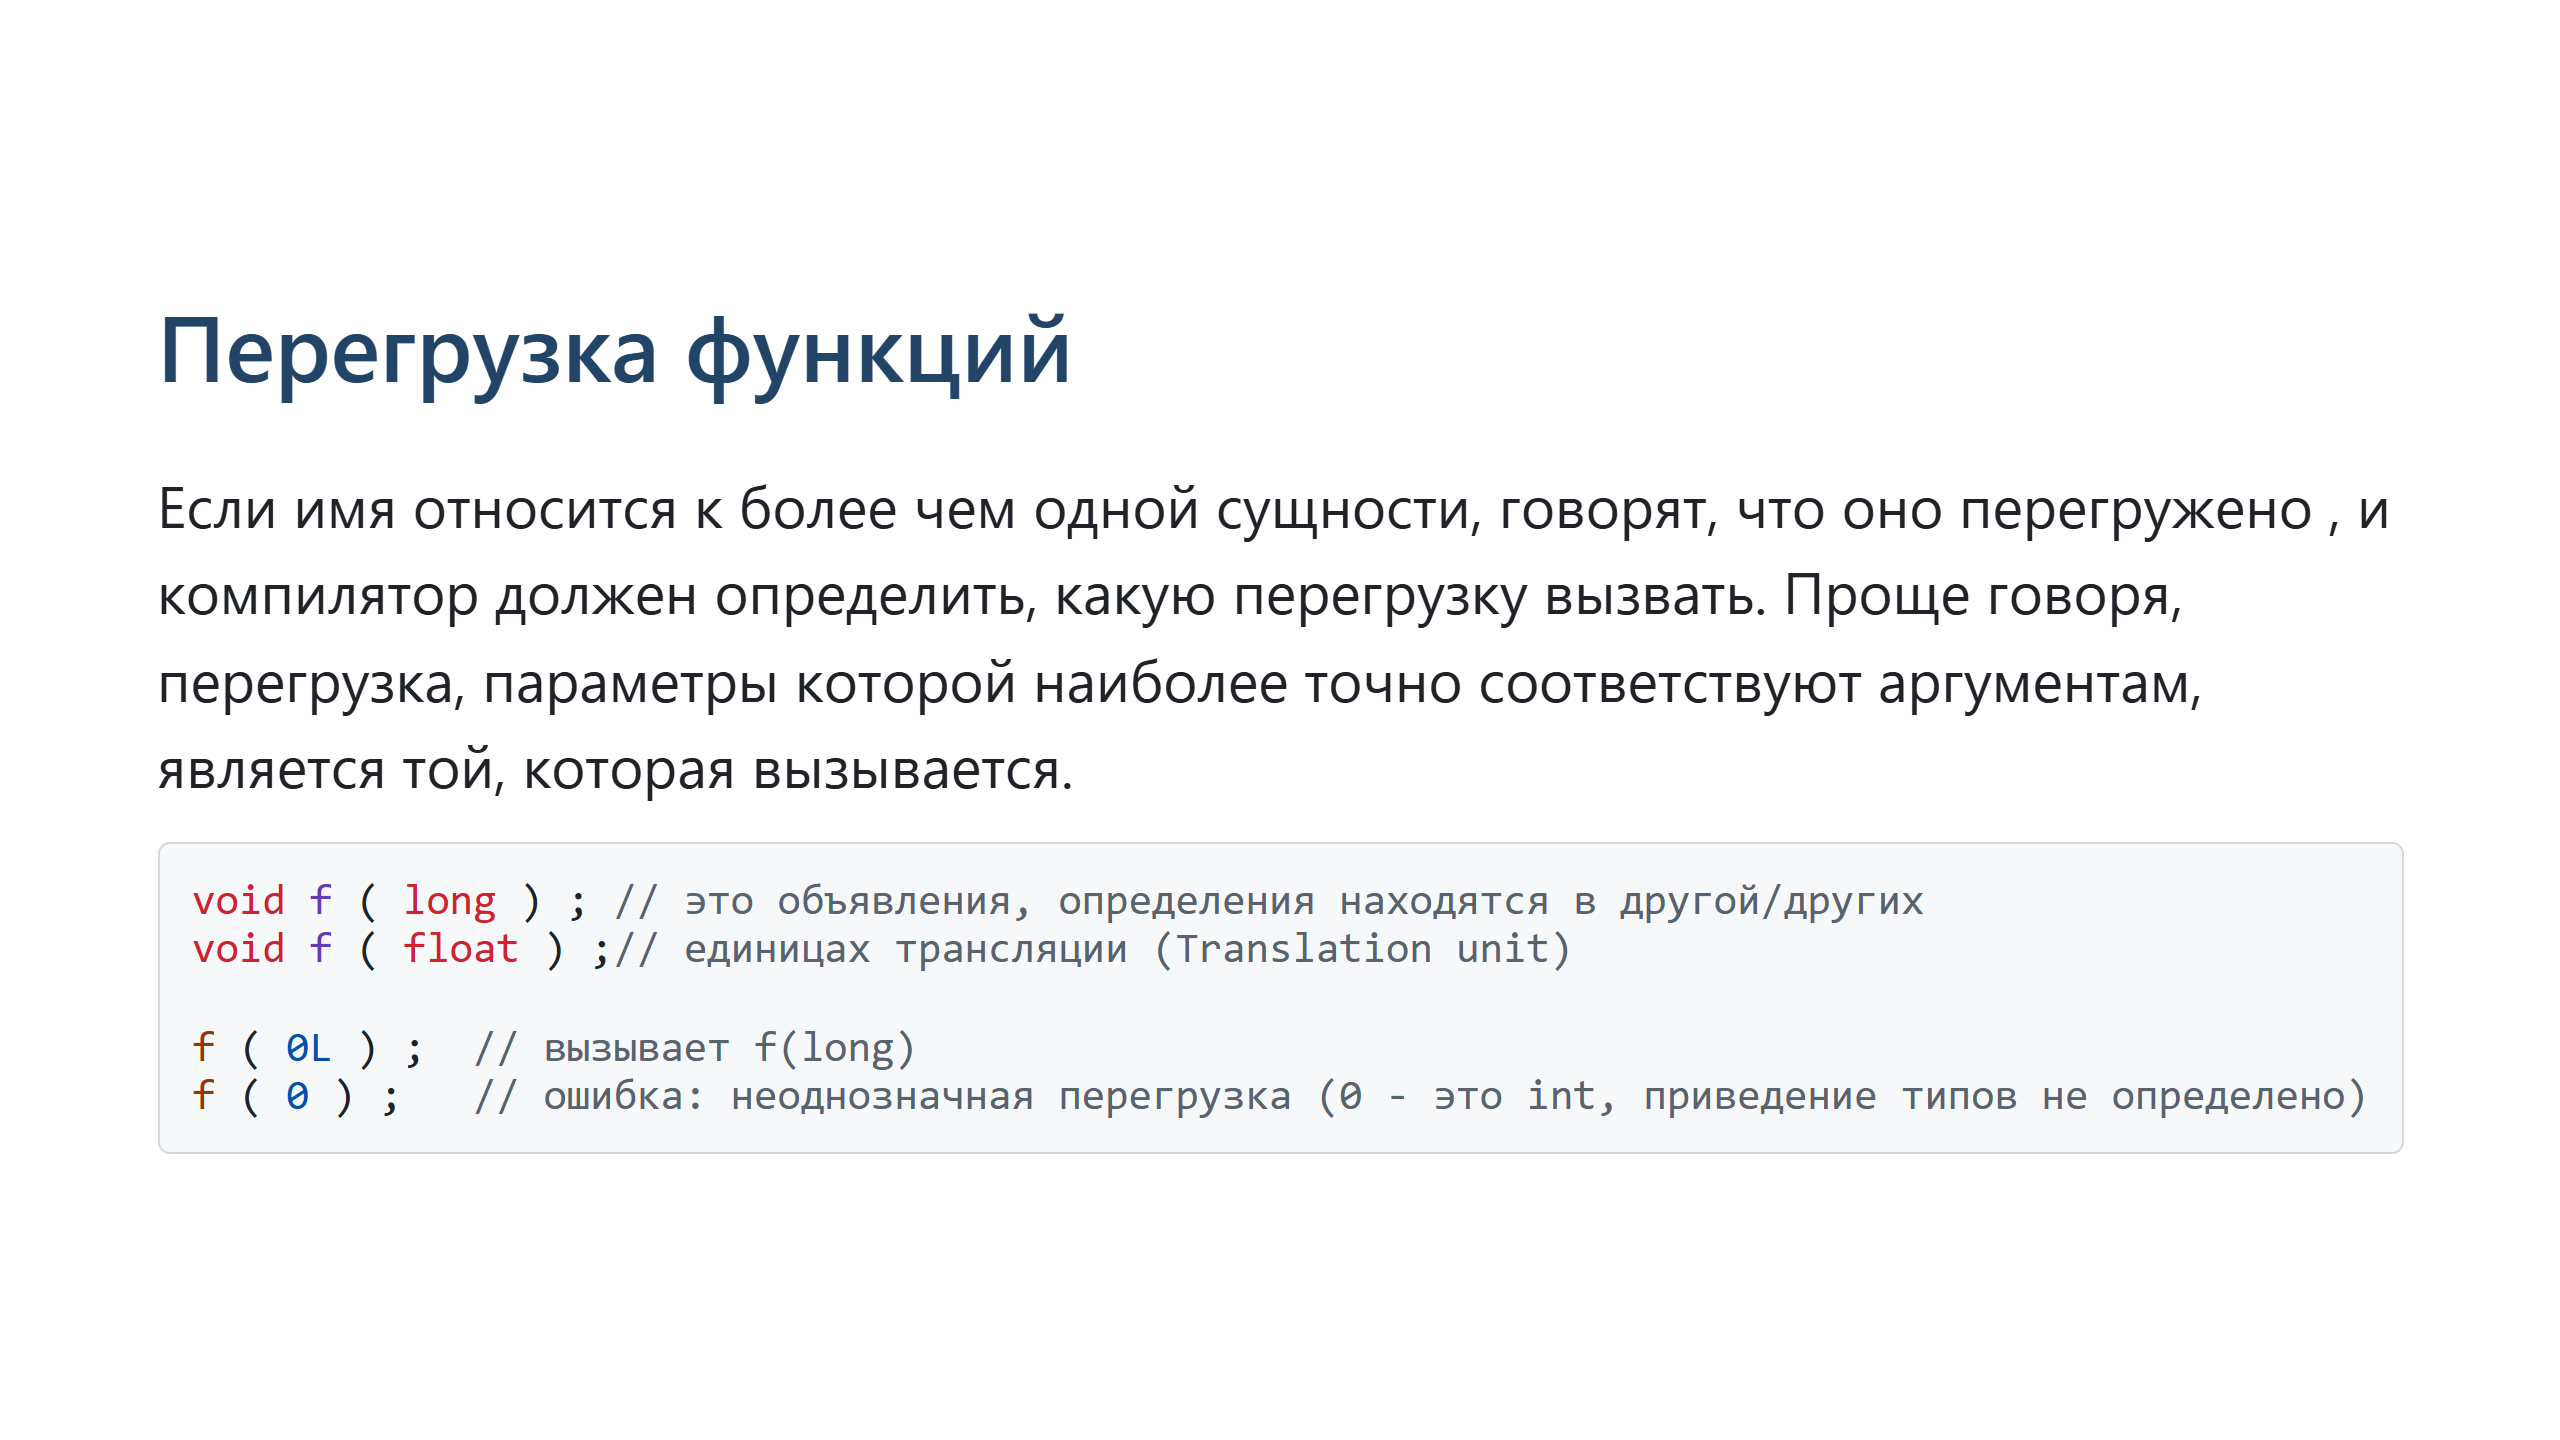 Перегрузка функций
Если имя относится к более чем одной сущности, говорят, что оно перегружено , и
компилятор должен определить, какую перегрузку вызвать. Проще говоря,
перегрузка, параметры которой наиболее точно соответствуют аргументам,
является той, которая вызывается.
void f ( long ) ; // это объявления, определения находятся в другой/других
void f ( float ) ;// единицах трансляции (Translation unit)
f ( 0L ) ;  // вызывает f(long)
f ( 0 ) ;   // ошибка: неоднозначная перегрузка (0 - это int, приведение типов не определено)